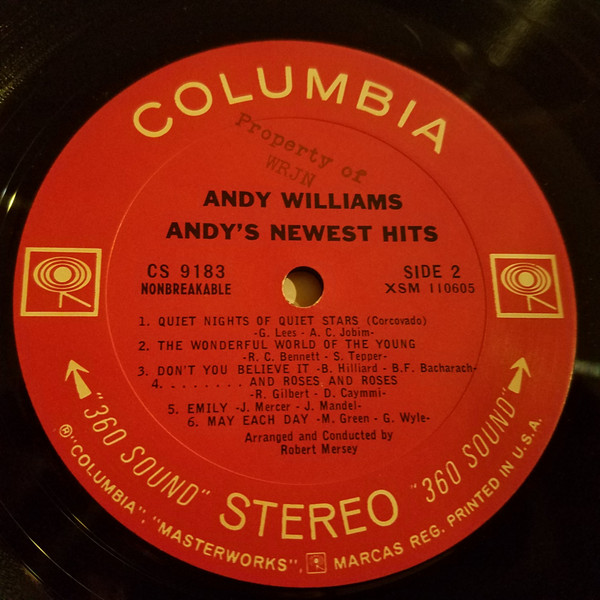 COLUMBIA
Property of
WRJN
ANDY WILLIAMS
ANDY'S NEWEST HITS
CS 9183
NONBREAKABLE
SIDE 2
XSM 110605
1. QUIET NIGHTS OF QUIET STARS (Corcovado)
-G. Lees - A. C. Jobim-
2. THE WONDERFUL WORLD OF THE YOUNG
-R. C. Bennett - S. Tepper-
3. DON'T YOU BELIEVE IT -B. Hilliard - B.F. Bacharach-
4. . . . . . . . . AND ROSES AND ROSES
-R. Gilbert - D. Caymmi-
5. EMILY -J. Mercer - J. Mandel-
6. MAY EACH DAY -M. Green - G. Wyle-
Arranged and Conducted by
Robert Mersey
"360 SOUND" STEREO "360 SOUND"
® "COLUMBIA", "MASTERWORKS", MARCAS REG. PRINTED IN U.S.A.